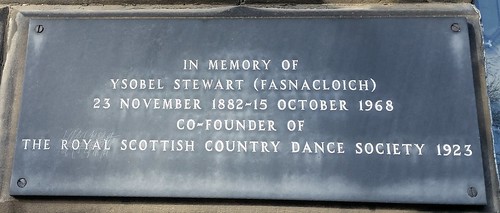 IN MEMORY OF
YSOBEL STEWART (FASNACLOICH)
23 NOVEMBER 1882-15 OCTOBER 1968
CO-FOUNDER OF
THE ROYAL SCOTTISH COUNTRY DANCE SOCIETY 1923